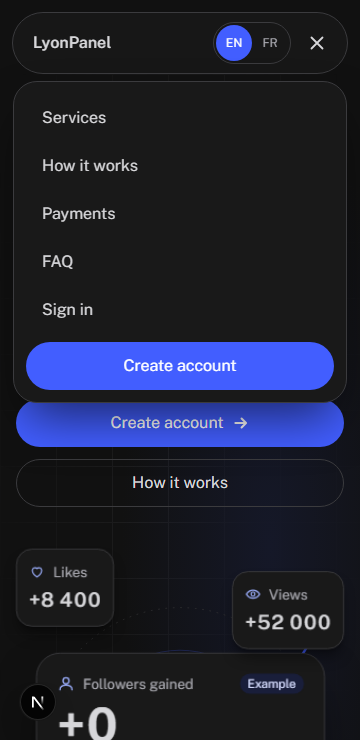 LyonPanel
EN FR
Services
How it works
Payments
FAQ
Sign in
Create account
Create account →
How it works
Likes
+8 400
Views
+52 000
Followers gained
Example
N
+0